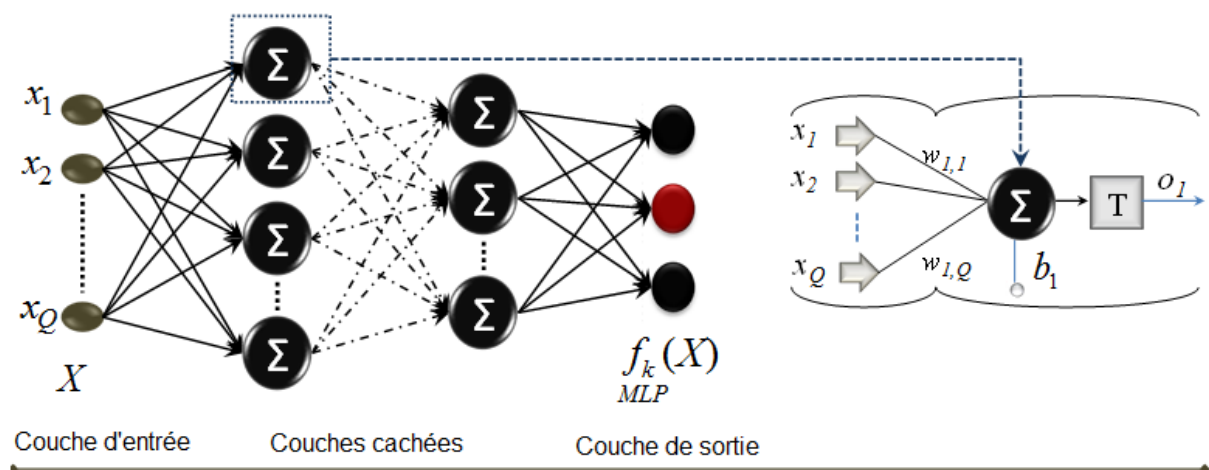 x1
x2
xQ
X
Σ
Σ
Σ
Σ
Σ
Σ
Σ
fk(X)
MLP
x1
x2
xQ
w1,1
w1,Q
Σ
b1
T
o1
Couche d'entrée
Couches cachées
Couche de sortie